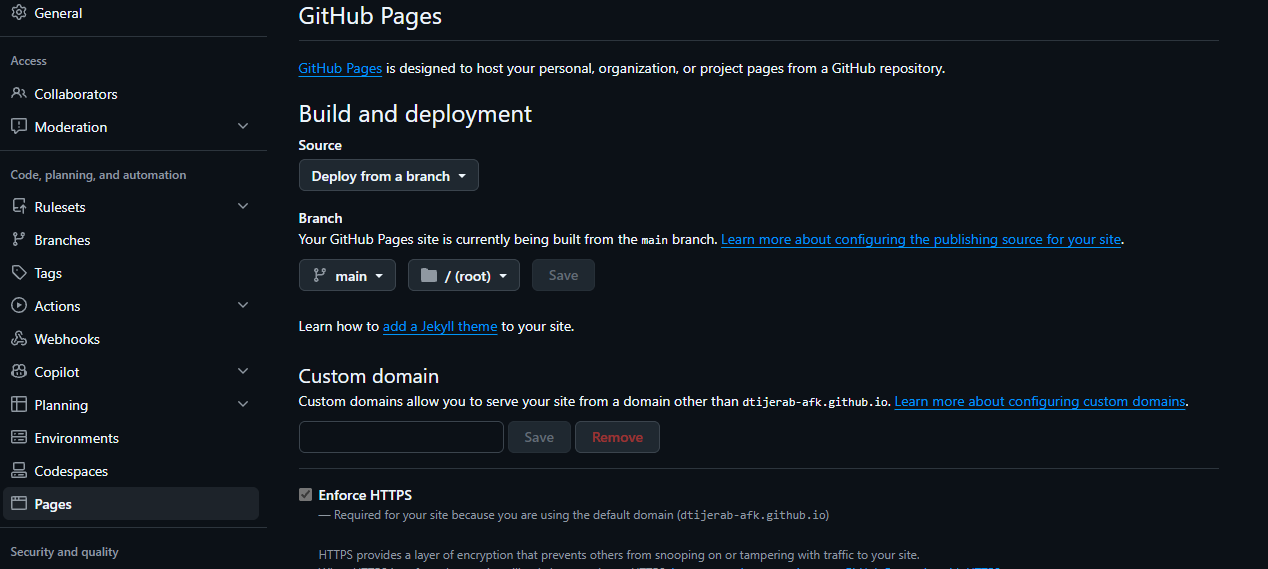 General
Access
Collaborators
Moderation
Code, planning, and automation
Rulesets
Branches
Tags
Actions
Webhooks
Copilot
Planning
Environments
Codespaces
Pages
Security and quality
GitHub Pages
GitHub Pages is designed to host your personal, organization, or project pages from a GitHub repository.
Build and deployment
Source
Deploy from a branch
Branch
Your GitHub Pages site is currently being built from the main branch. Learn more about configuring the publishing source for your site.
main / (root) Save
Learn how to add a Jekyll theme to your site.
Custom domain
Custom domains allow you to serve your site from a domain other than dtijerab-afk.github.io. Learn more about configuring custom domains.
Save Remove
Enforce HTTPS
— Required for your site because you are using the default domain (dtijerab-afk.github.io)
HTTPS provides a layer of encryption that prevents others from snooping on or tampering with traffic to your site.